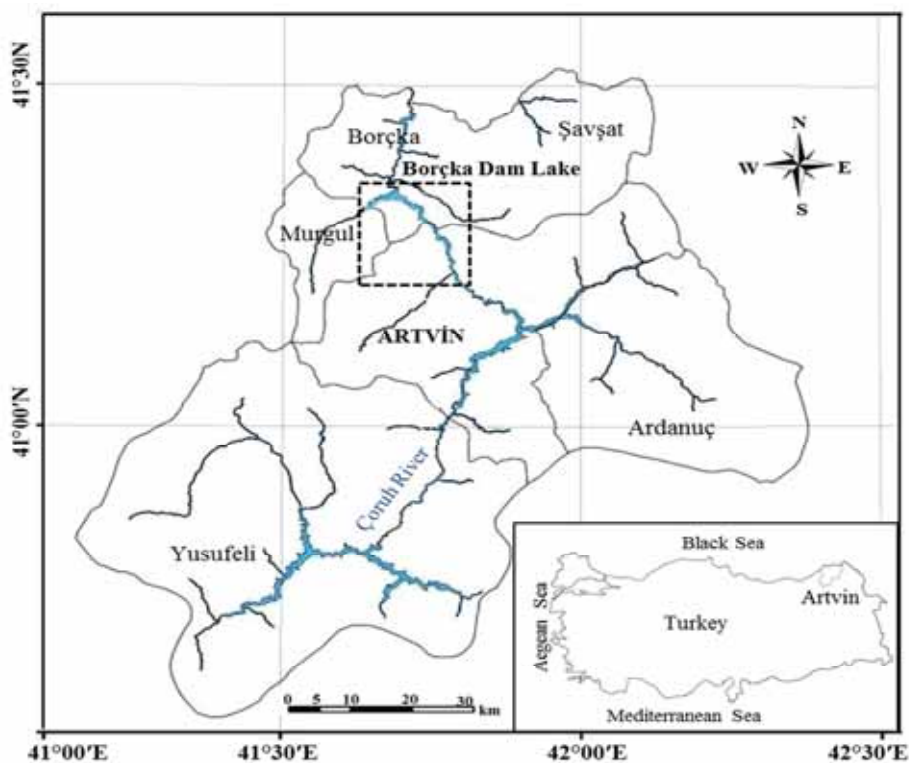 41°30'N
41°00'N
Borçka
Şavşat
Borçka Dam Lake
Murgul
ARTVİN
Ardanuç
Çoruh River
Yusufeli
N
W
E
S
0 5 10 20 30
km
Black Sea
Aegean Sea
Artvin
Turkey
Mediterranean Sea
41°00'E
41°30'E
42°00'E
42°30'E